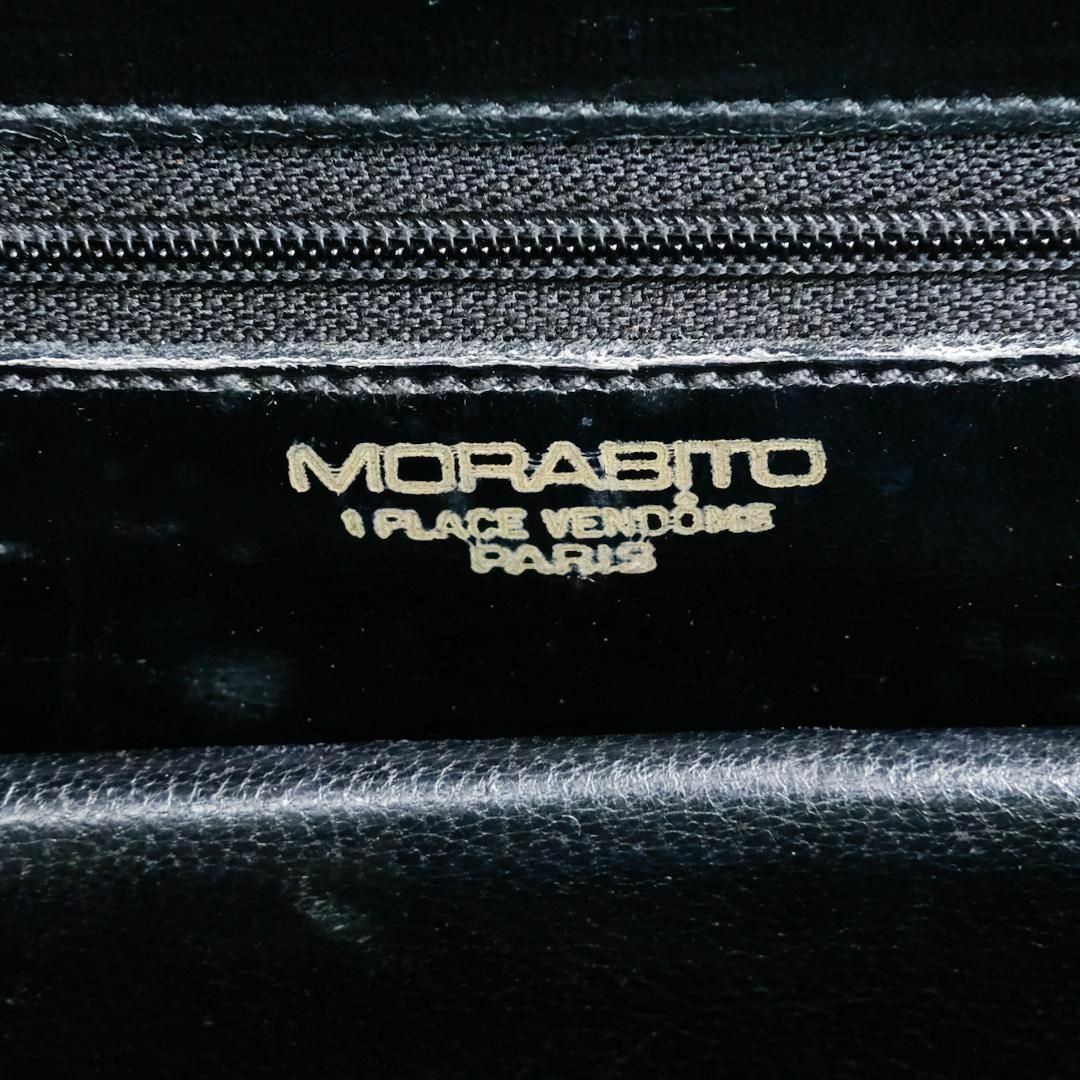 MORABITO
1 PLACE VENDÔME
PARIS